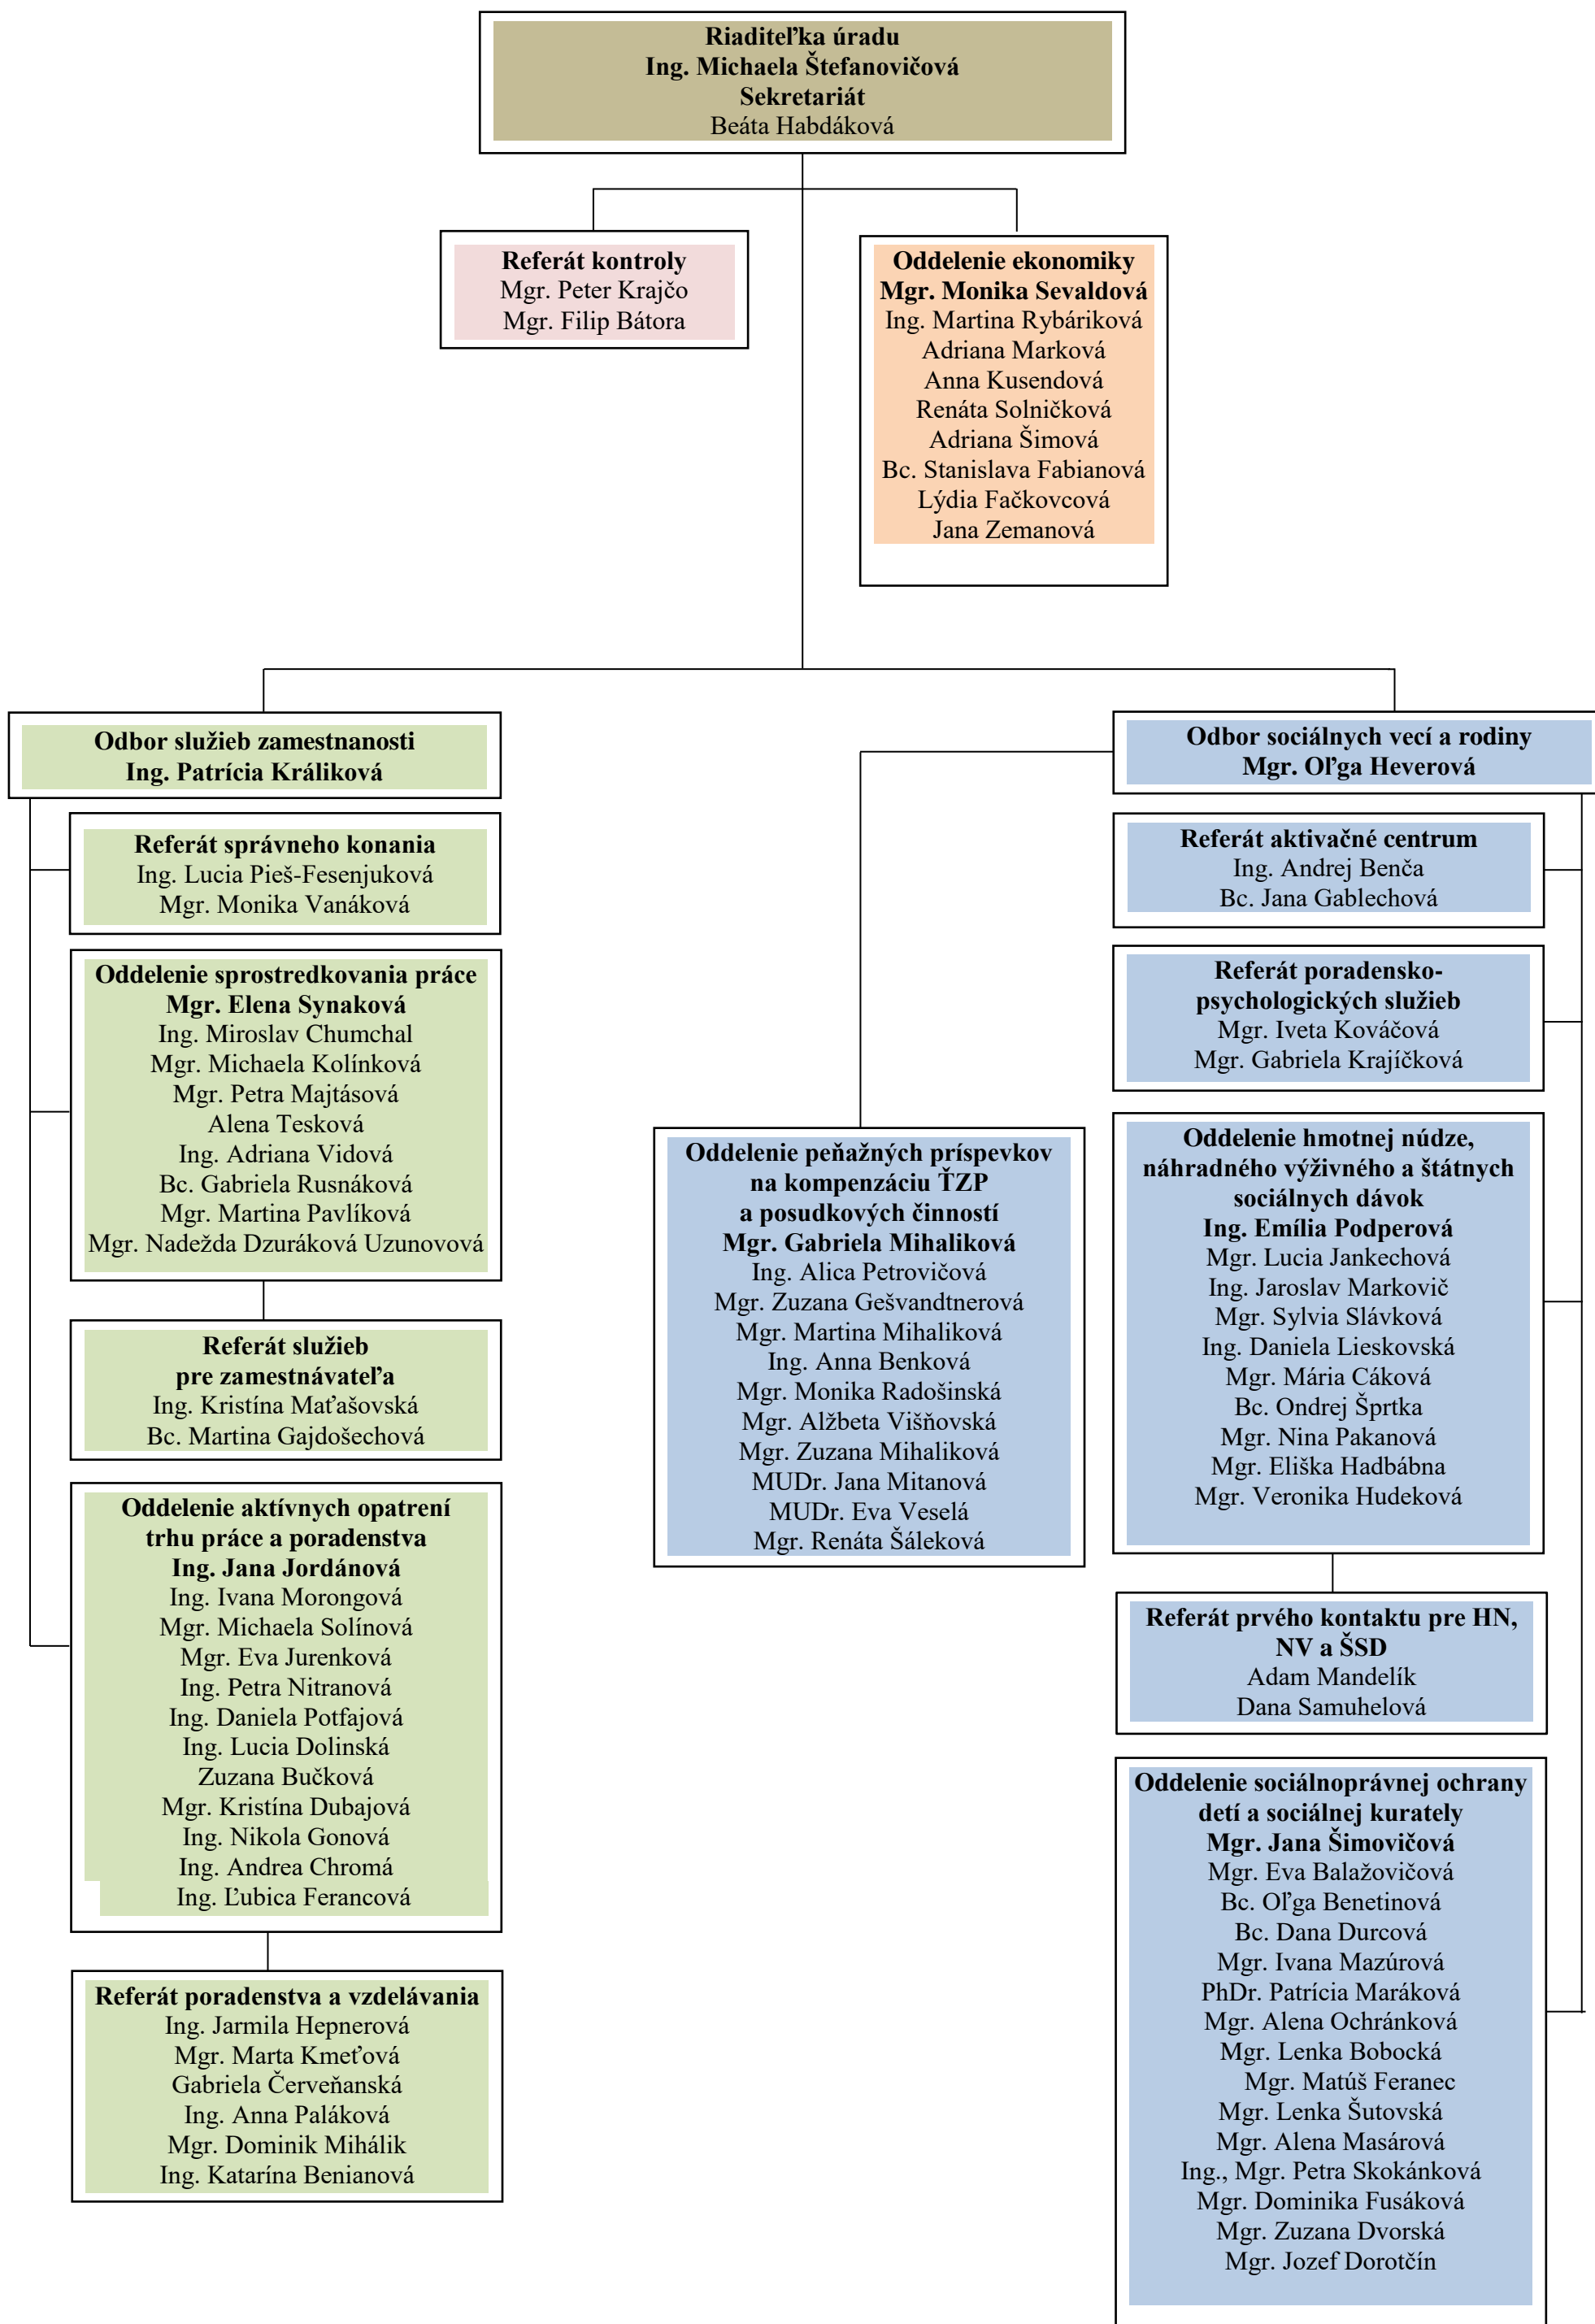 Riaditeľka úradu
Ing. Michaela Štefanovičová
Sekretariát
Beáta Habdáková
Referát kontroly
Mgr. Peter Krajčo
Mgr. Filip Bátora
Oddelenie ekonomiky
Mgr. Monika Sevaldová
Ing. Martina Rybáriková
Adriana Marková
Anna Kusendová
Renáta Solničková
Adriana Šimová
Bc. Stanislava Fabianová
Lýdia Fačkovcová
Jana Zemanová
Odbor služieb zamestnanosti
Ing. Patrícia Králiková
Referát správneho konania
Ing. Lucia Pieš-Fesenjuková
Mgr. Monika Vanáková
Oddelenie sprostredkovania práce
Mgr. Elena Synaková
Ing. Miroslav Chumchal
Mgr. Michaela Kolínková
Mgr. Petra Majtásová
Alena Tesková
Ing. Adriana Vidová
Bc. Gabriela Rusnáková
Mgr. Martina Pavlíková
Mgr. Nadežda Dzuráková Uzunovová
Referát služieb
pre zamestnávateľa
Ing. Kristína Maťašovská
Bc. Martina Gajdošechová
Oddelenie aktívnych opatrení
trhu práce a poradenstva
Ing. Jana Jordánová
Ing. Ivana Morongová
Mgr. Michaela Solínová
Mgr. Eva Jurenková
Ing. Petra Nitranová
Ing. Daniela Potfajová
Ing. Lucia Dolinská
Zuzana Bučková
Mgr. Kristína Dubajová
Ing. Nikola Gonová
Ing. Andrea Chromá
Ing. Ľubica Ferancová
Referát poradenstva a vzdelávania
Ing. Jarmila Hepnerová
Mgr. Marta Kmeťová
Gabriela Červeňanská
Ing. Anna Paláková
Mgr. Dominik Mihálik
Ing. Katarína Benianová
Oddelenie peňažných príspevkov
na kompenzáciu ŤZP
a posudkových činností
Mgr. Gabriela Mihaliková
Ing. Alica Petrovičová
Mgr. Zuzana Gešvandtnerová
Mgr. Martina Mihaliková
Ing. Anna Benková
Mgr. Monika Radošinská
Mgr. Alžbeta Višňovská
Mgr. Zuzana Mihaliková
MUDr. Jana Mitanová
MUDr. Eva Veselá
Mgr. Renáta Šáleková
Odbor sociálnych vecí a rodiny
Mgr. Oľga Heverová
Referát aktivačné centrum
Ing. Andrej Benča
Bc. Jana Gablechová
Referát poradensko-
psychologických služieb
Mgr. Iveta Kováčová
Mgr. Gabriela Krajíčková
Oddelenie hmotnej núdze,
náhradného výživného a štátnych
sociálnych dávok
Ing. Emília Podperová
Mgr. Lucia Jankechová
Ing. Jaroslav Markovič
Mgr. Sylvia Slávková
Ing. Daniela Lieskovská
Mgr. Mária Cáková
Bc. Ondrej Šprtka
Mgr. Nina Pakanová
Mgr. Eliška Hadbábna
Mgr. Veronika Hudeková
Referát prvého kontaktu pre HN,
NV a ŠSD
Adam Mandelík
Dana Samuhelová
Oddelenie sociálnoprávnej ochrany
detí a sociálnej kurately
Mgr. Jana Šimovičová
Mgr. Eva Balažovičová
Bc. Oľga Benetinová
Bc. Dana Durcová
Mgr. Ivana Mazúrová
PhDr. Patrícia Maráková
Mgr. Alena Ochránková
Mgr. Lenka Bobocká
Mgr. Matúš Feranec
Mgr. Lenka Šutovská
Mgr. Alena Masárová
Ing., Mgr. Petra Skokánková
Mgr. Dominika Fusáková
Mgr. Zuzana Dvorská
Mgr. Jozef Dorotčín